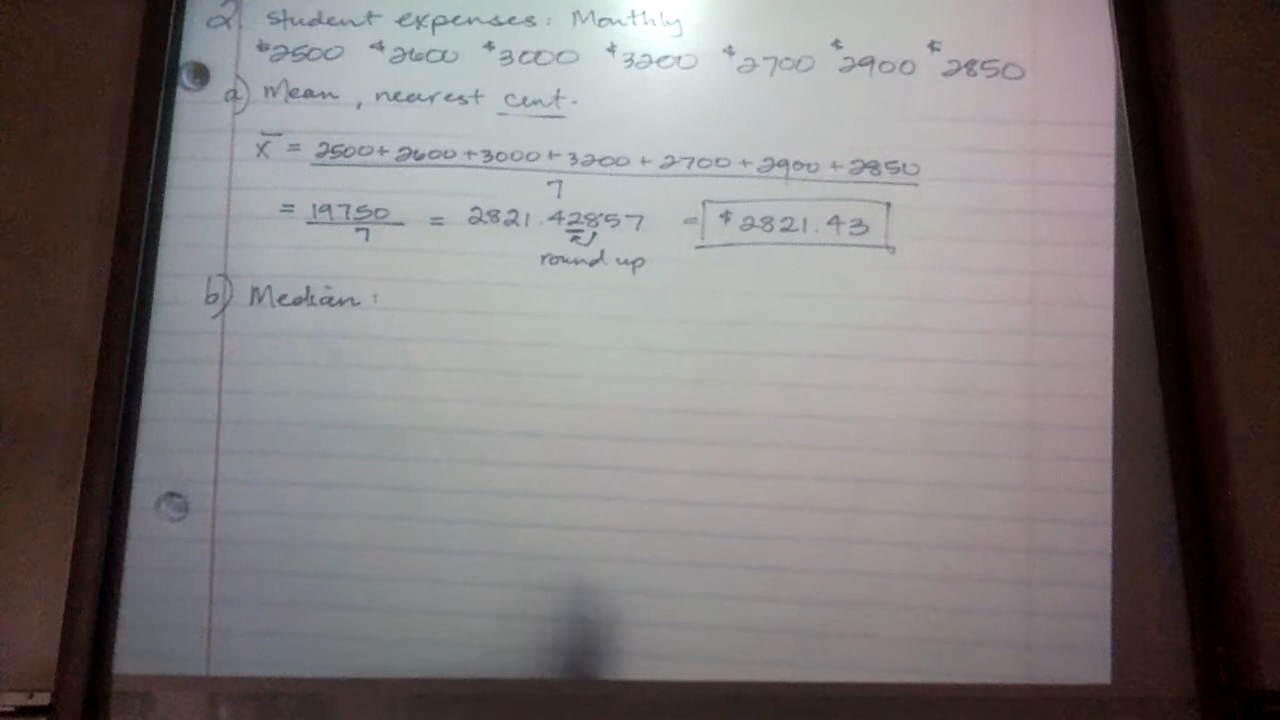 2. Student expenses: Monthly
$2500 $2600 $3000 $3200 $2700 $2900 $2850
a) Mean, nearest cent.
x̄ = 2500+2600+3000+3200+2700+2900+2850
7
= 19750/7 = 2821.42857 = $2821.43
round up
b) Median: